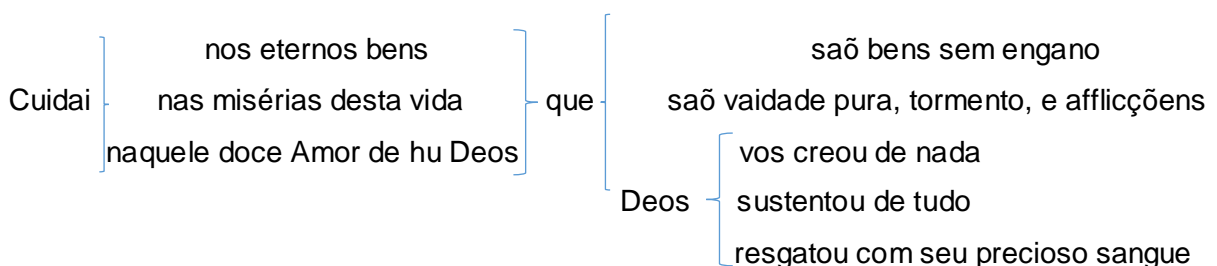 nos eternos bens
saõ bens sem engano
Cuidai
nas misérias desta vida
que
saõ vaidade pura, tormento, e afflicçõens
naquele doce Amor de hu Deos
vos creou de nada
Deos
sustentou de tudo
resgatou com seu precioso sangue